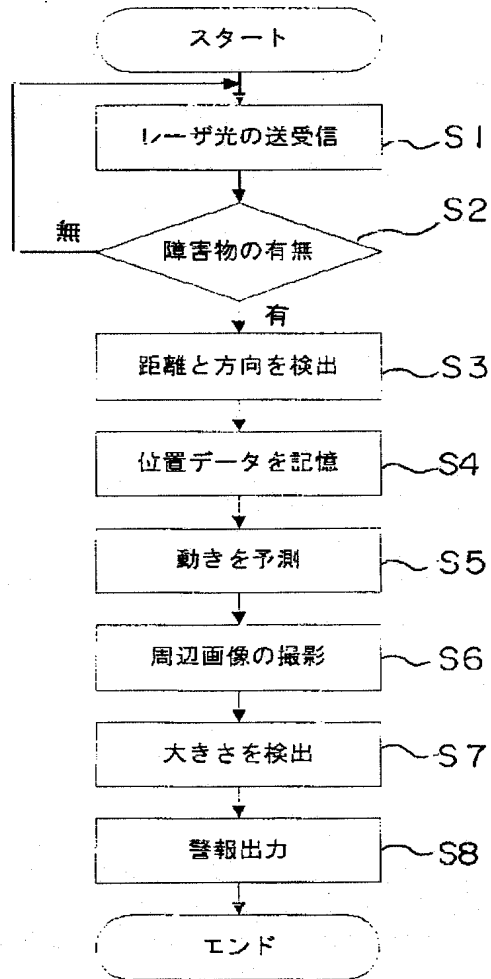 スタート
レーザ光の送受信 S1
障害物の有無 S2
無
有
距離と方向を検出 S3
位置データを記憶 S4
動きを予測 S5
周辺画像の撮影 S6
大きさを検出 S7
警報出力 S8
エンド